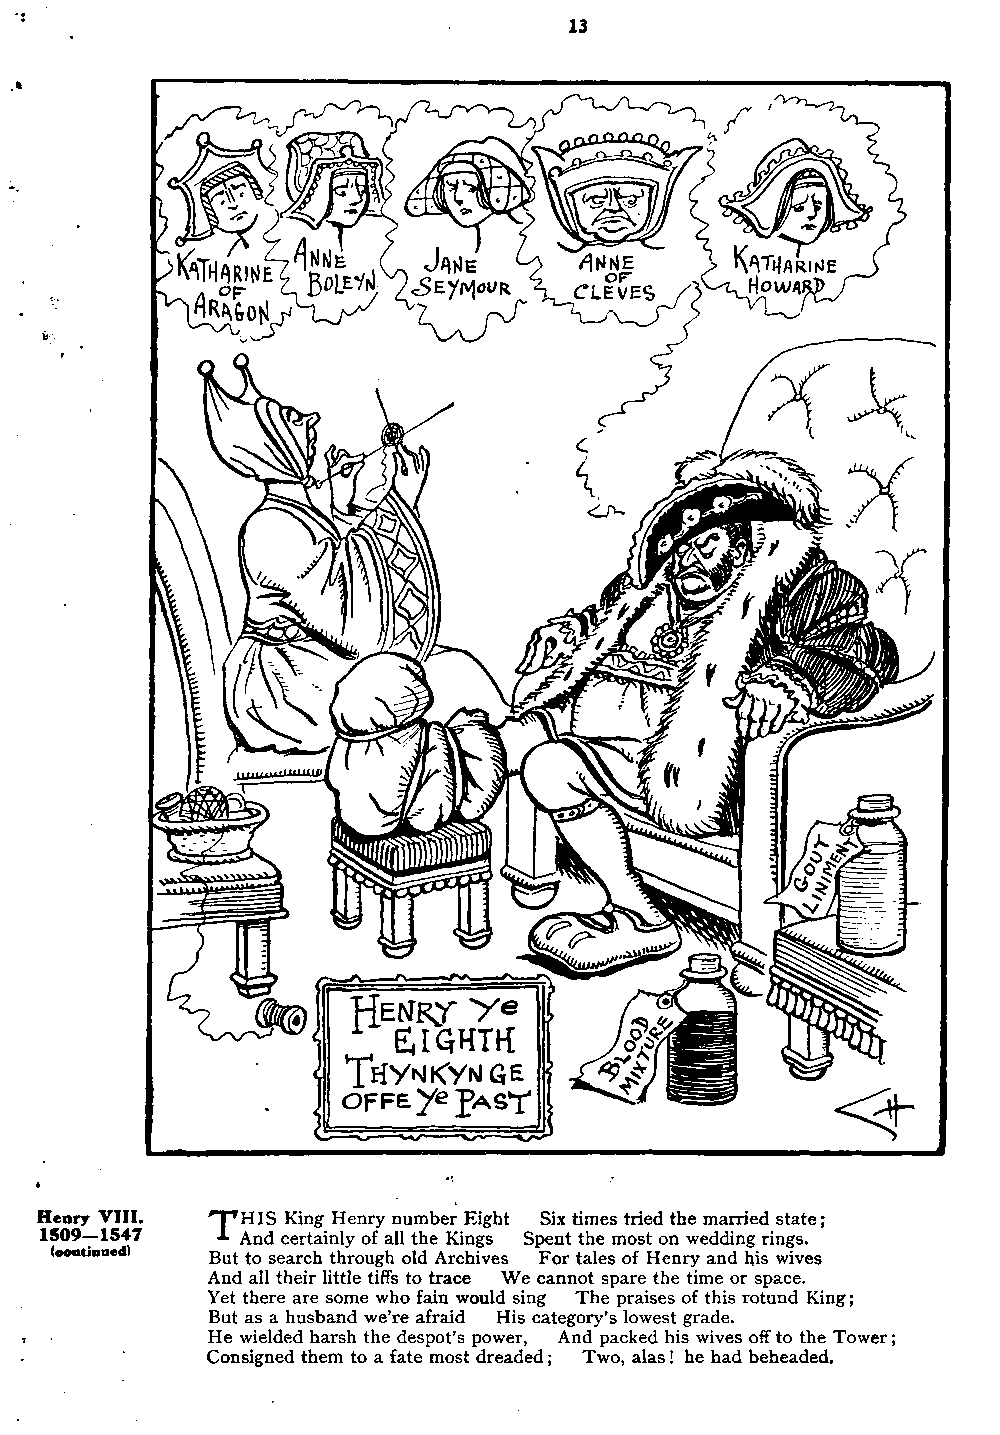 13
KATHARINE
OF
ARAGON
ANNE
BOLEYN
JANE
SEYMOUR
ANNE
OF
CLEVES
KATHARINE
HOWARD
GOUT
LINIMENT
HENRY Ye
EIGHTH
THYNKYNGE
OFFE Ye PAST
BLOOD
MIXTURE
Henry VIII.
1509—1547
(continued)
THIS King Henry number Eight Six times tried the married state;
And certainly of all the Kings Spent the most on wedding rings.
But to search through old Archives For tales of Henry and his wives
And all their little tiffs to trace We cannot spare the time or space.
Yet there are some who fain would sing The praises of this rotund King;
But as a husband we're afraid His category's lowest grade.
He wielded harsh the despot's power, And packed his wives off to the Tower;
Consigned them to a fate most dreaded; Two, alas! he had beheaded.